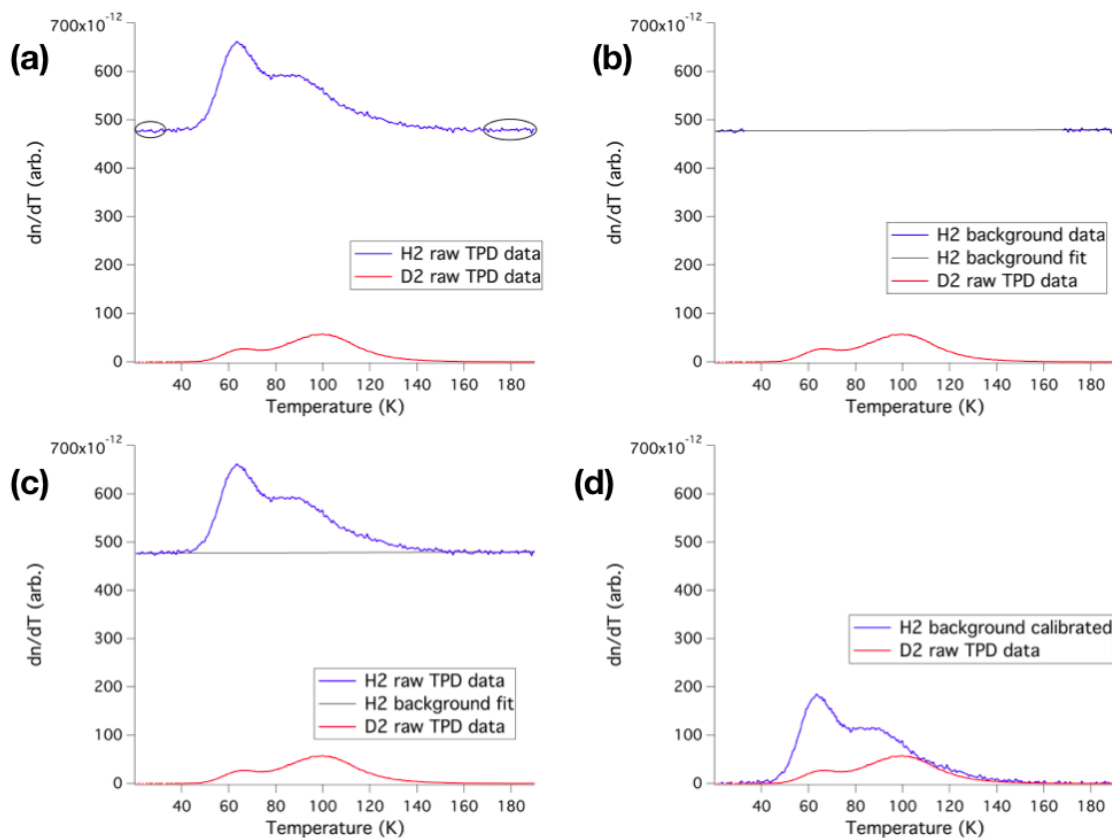 (a)
700x10-12
600
500
400
300
200
100
0
dn/dT (arb.)
H2 raw TPD data
D2 raw TPD data
40 60 80 100 120 140 160 180
Temperature (K)
(b)
700x10-12
600
500
400
300
200
100
0
dn/dT (arb.)
H2 background data
H2 background fit
D2 raw TPD data
40 60 80 100 120 140 160 180
Temperature (K)
(c)
700x10-12
600
500
400
300
200
100
0
dn/dT (arb.)
H2 raw TPD data
H2 background fit
D2 raw TPD data
40 60 80 100 120 140 160 180
Temperature (K)
(d)
700x10-12
600
500
400
300
200
100
0
dn/dT (arb.)
H2 background calibrated
D2 raw TPD data
40 60 80 100 120 140 160 180
Temperature (K)